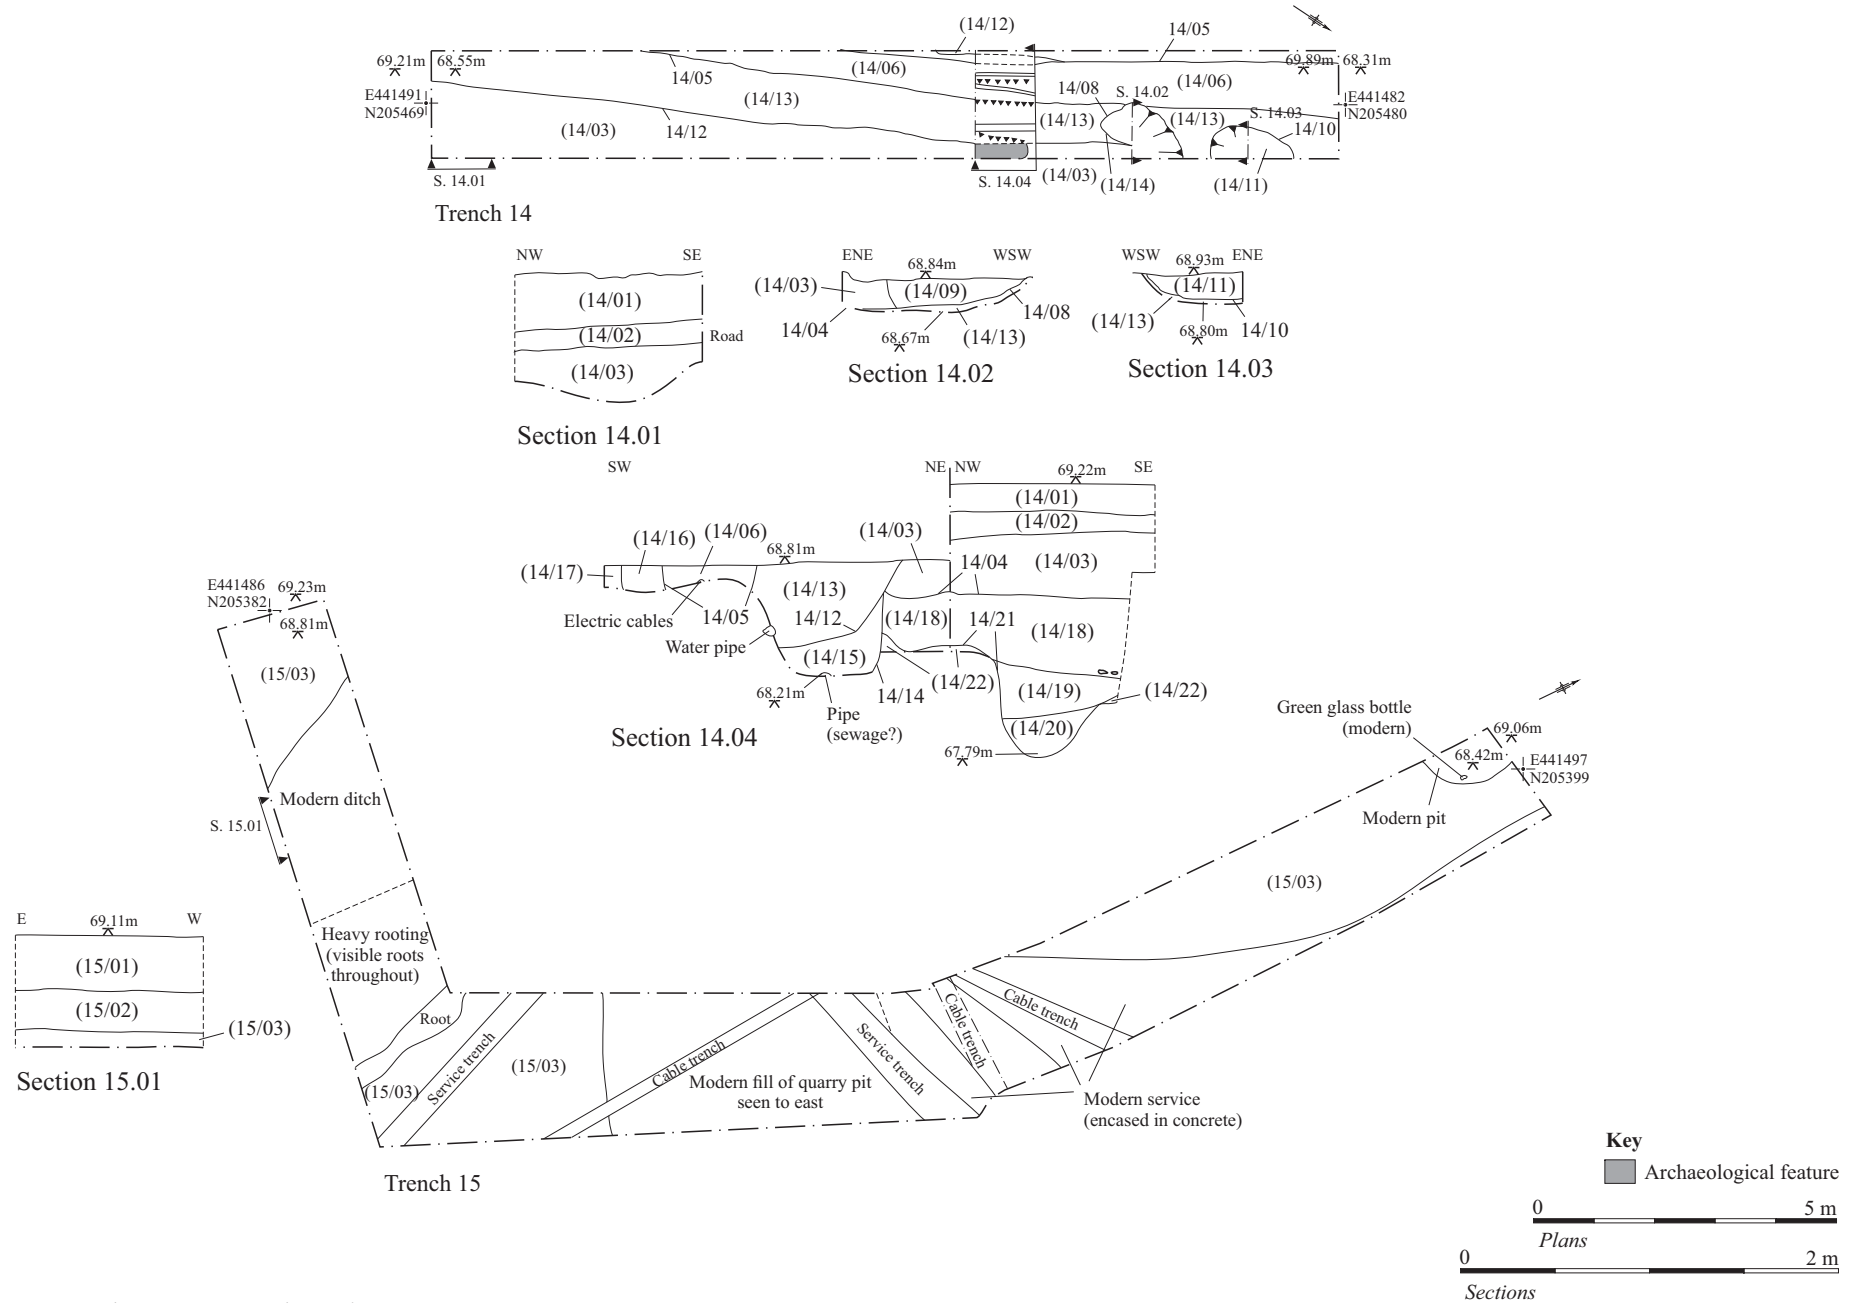 (14/12)
14/05
69.21m
68.55m
14/05
(14/06)
(14/06)
69.89m
68.31m
E441491
N205469
(14/13)
14/08
S. 14.02
E441482
N205480
(14/03)
14/12
(14/13)
(14/13)
S. 14.03
14/10
S. 14.01
S. 14.04
(14/03)
(14/14)
(14/11)
Trench 14
NW
SE
(14/01)
(14/02)
Road
(14/03)
Section 14.01
ENE
WSW
68.84m
(14/03)
(14/09)
14/08
14/04
68.67m
(14/13)
Section 14.02
WSW
ENE
68.93m
(14/11)
(14/13)
68.80m
14/10
Section 14.03
SW
NE
NW
SE
69.22m
(14/01)
(14/02)
(14/16)
(14/06)
(14/03)
68.81m
(14/17)
14/04
(14/03)
(14/13)
Electric cables
14/05
14/12
(14/18)
14/21
(14/18)
Water pipe
(14/15)
68.21m
14/14
(14/22)
(14/19)
(14/22)
Pipe
(sewage?)
(14/20)
67.79m
Section 14.04
E441486
N205382
69.23m
68.81m
(15/03)
Modern ditch
S. 15.01
Heavy rooting
(visible roots
throughout)
Root
(15/03)
Service trench
(15/03)
Cable trench
Modern fill of quarry pit
seen to east
Service trench
Cable trench
Cable trench
Modern service
(encased in concrete)
(15/03)
Green glass bottle
(modern)
69.06m
68.42m
E441497
N205399
Modern pit
Trench 15
E
69.11m
W
(15/01)
(15/02)
(15/03)
Section 15.01
Key
Archaeological feature
0
5 m
Plans
0
2 m
Sections